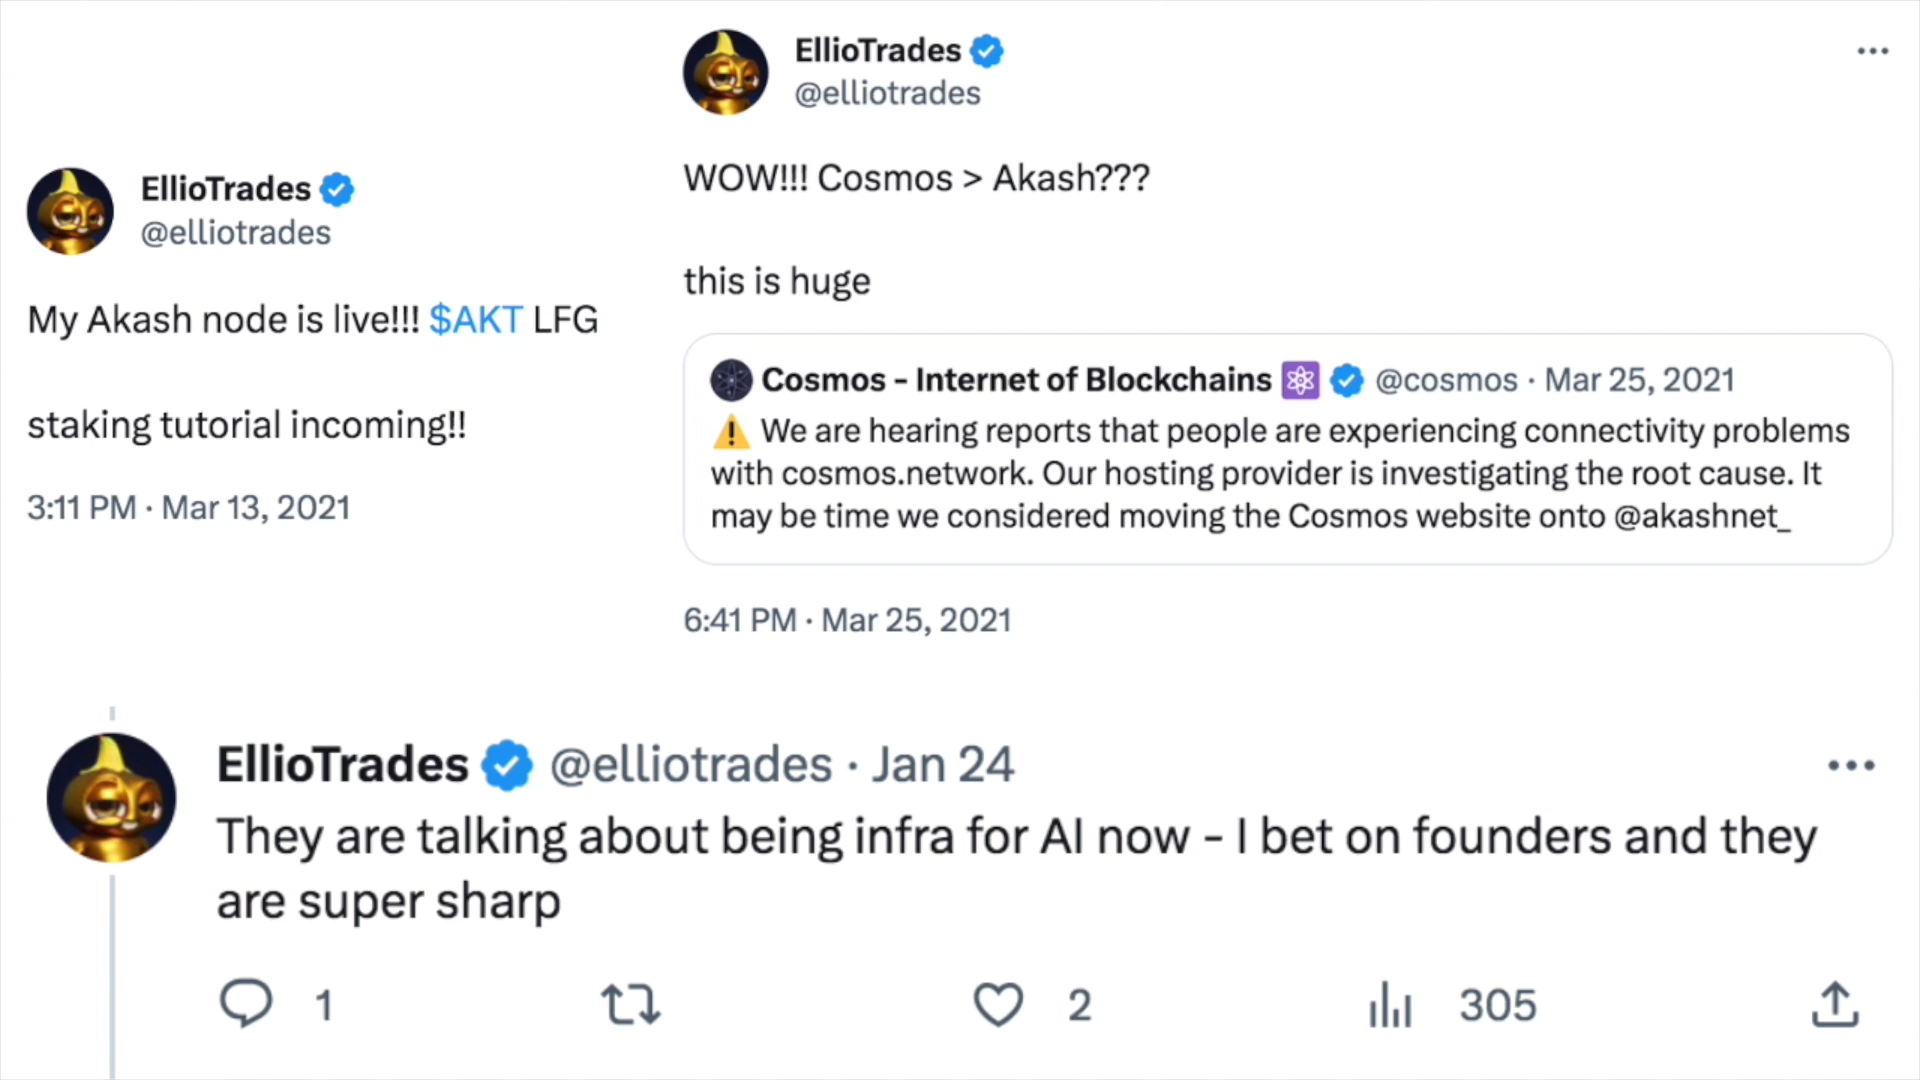 EllioTrades
@elliotrades
My Akash node is live!!! $AKT LFG
staking tutorial incoming!!
3:11 PM · Mar 13, 2021
EllioTrades
@elliotrades
WOW!!! Cosmos > Akash???
this is huge
Cosmos - Internet of Blockchains ⚛️ @cosmos · Mar 25, 2021
⚠️ We are hearing reports that people are experiencing connectivity problems
with cosmos.network. Our hosting provider is investigating the root cause. It
may be time we considered moving the Cosmos website onto @akashnet_
6:41 PM · Mar 25, 2021
EllioTrades @elliotrades · Jan 24
They are talking about being infra for AI now - I bet on founders and they
are super sharp
1 2 305